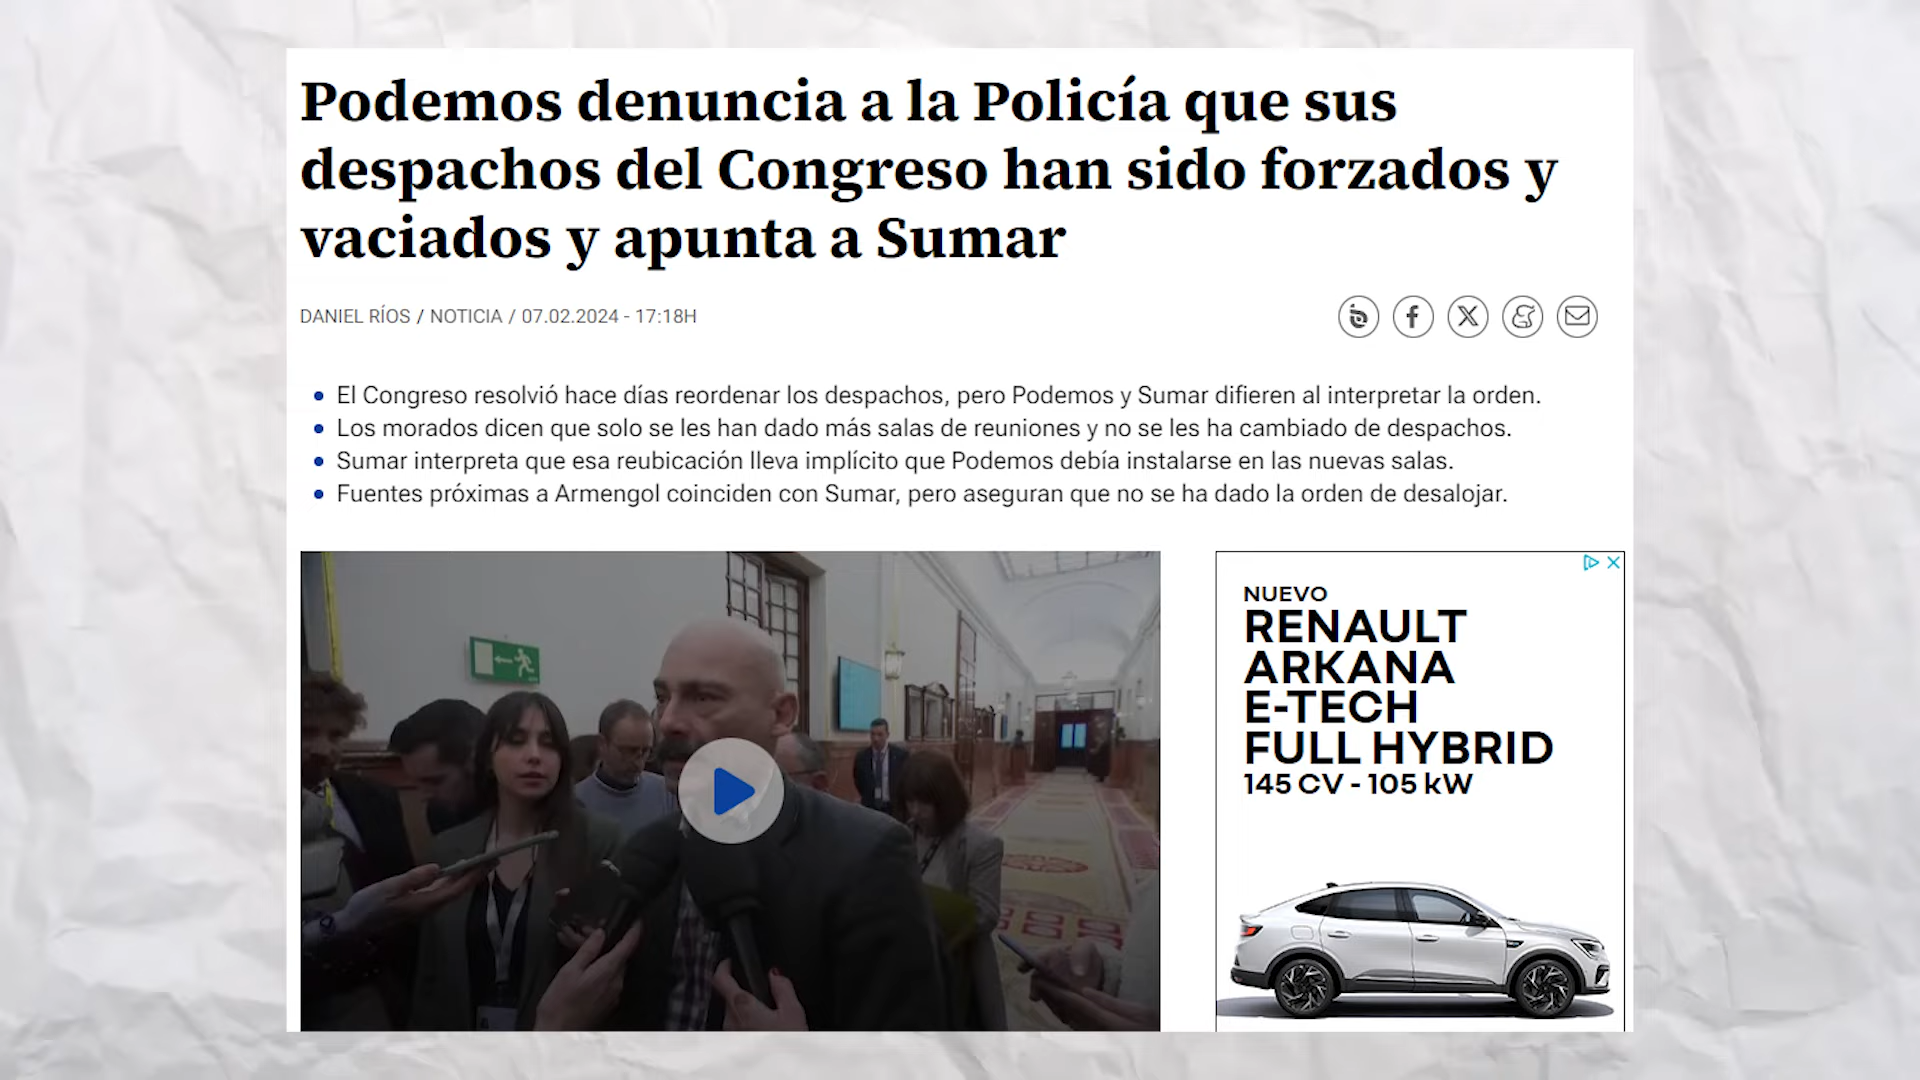 Podemos denuncia a la Policía que sus
despachos del Congreso han sido forzados y
vaciados y apunta a Sumar
DANIEL RÍOS / NOTICIA / 07.02.2024 - 17:18H
El Congreso resolvió hace días reordenar los despachos, pero Podemos y Sumar difieren al interpretar la orden.
Los morados dicen que solo se les han dado más salas de reuniones y no se les ha cambiado de despachos.
Sumar interpreta que esa reubicación lleva implícito que Podemos debía instalarse en las nuevas salas.
Fuentes próximas a Armengol coinciden con Sumar, pero aseguran que no se ha dado la orden de desalojar.
NUEVO
RENAULT
ARKANA
E-TECH
FULL HYBRID
145 CV - 105 kW